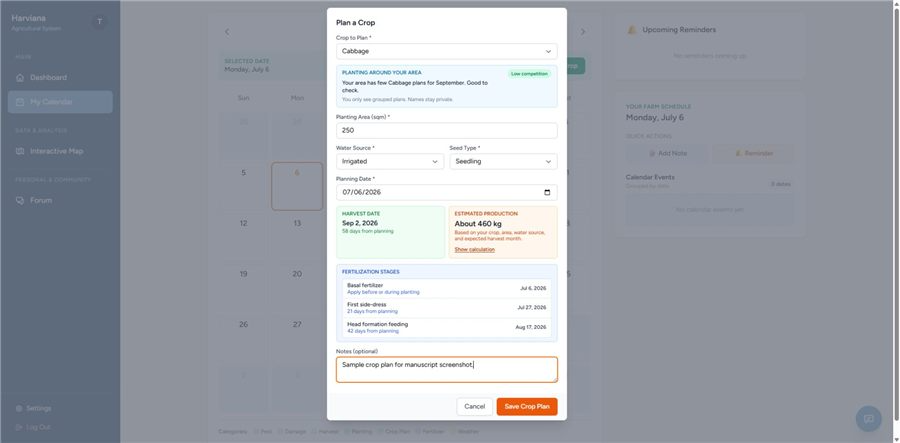 Harviana
Agricultural System
T
MAIN
Dashboard
My Calendar
DATA & ANALYSIS
Interactive Map
PERSONAL & COMMUNITY
Forum
Settings
Log Out
SELECTED DATE
Monday, July 6
Sun
Mon
5
6
12
13
19
20
26
27
Categories:
Pest
Damage
Harvest
Planting
Crop Plan
Fertilizer
Weather
Plan a Crop
Crop to Plan *
Cabbage
PLANTING AROUND YOUR AREA
Low competition
Your area has few Cabbage plans for September. Good to
check.
You only see grouped plans. Names stay private.
Planting Area (sqm) *
250
Water Source *
Seed Type *
Irrigated
Seedling
Planning Date *
07/06/2026
HARVEST DATE
Sep 2, 2026
58 days from planning
ESTIMATED PRODUCTION
About 460 kg
Based on your crop, area, water source,
and expected harvest month.
Show calculation
FERTILIZATION STAGES
Basal fertilizer
Apply before or during planting
Jul 6, 2026
First side-dress
21 days from planning
Jul 27, 2026
Head formation feeding
42 days from planning
Aug 17, 2026
Notes (optional)
Sample crop plan for manuscript screenshot.
Cancel
Save Crop Plan
Upcoming Reminders
No reminders coming up
YOUR FARM SCHEDULE
Monday, July 6
QUICK ACTIONS
Add Note
Reminder
Calendar Events
Grouped by date
0 dates
No calendar events yet